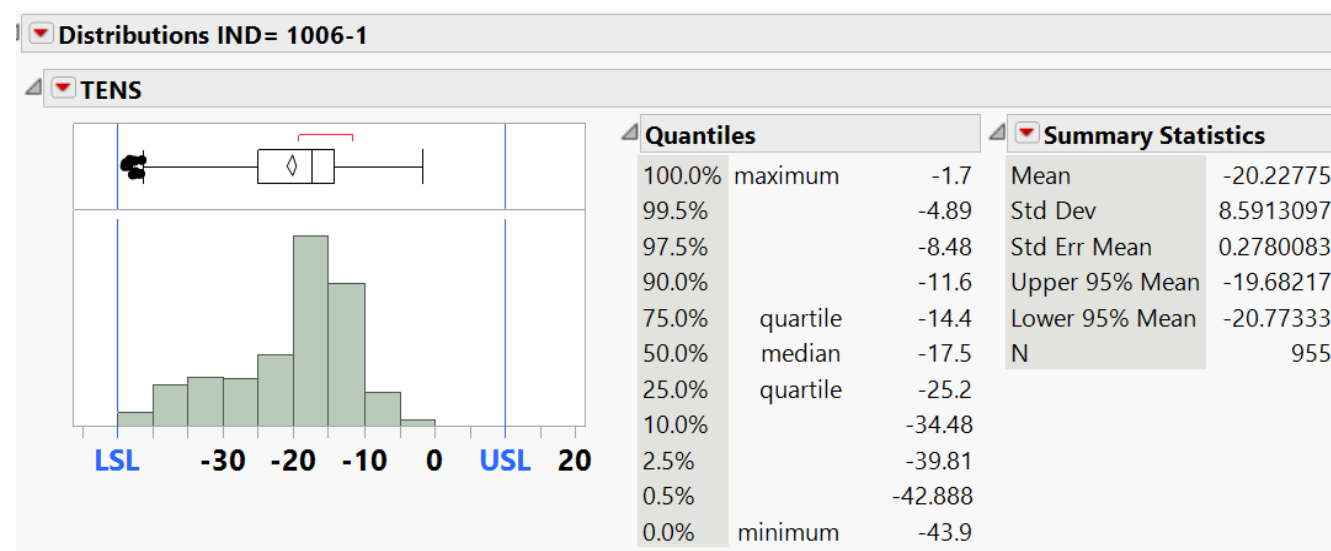 Distributions IND= 1006-1
TENS
LSL -30 -20 -10 0 USL 20
Quantiles
100.0% maximum -1.7
99.5% -4.89
97.5% -8.48
90.0% -11.6
75.0% quartile -14.4
50.0% median -17.5
25.0% quartile -25.2
10.0% -34.48
2.5% -39.81
0.5% -42.888
0.0% minimum -43.9
Summary Statistics
Mean -20.22775
Std Dev 8.5913097
Std Err Mean 0.2780083
Upper 95% Mean -19.68217
Lower 95% Mean -20.77333
N 955